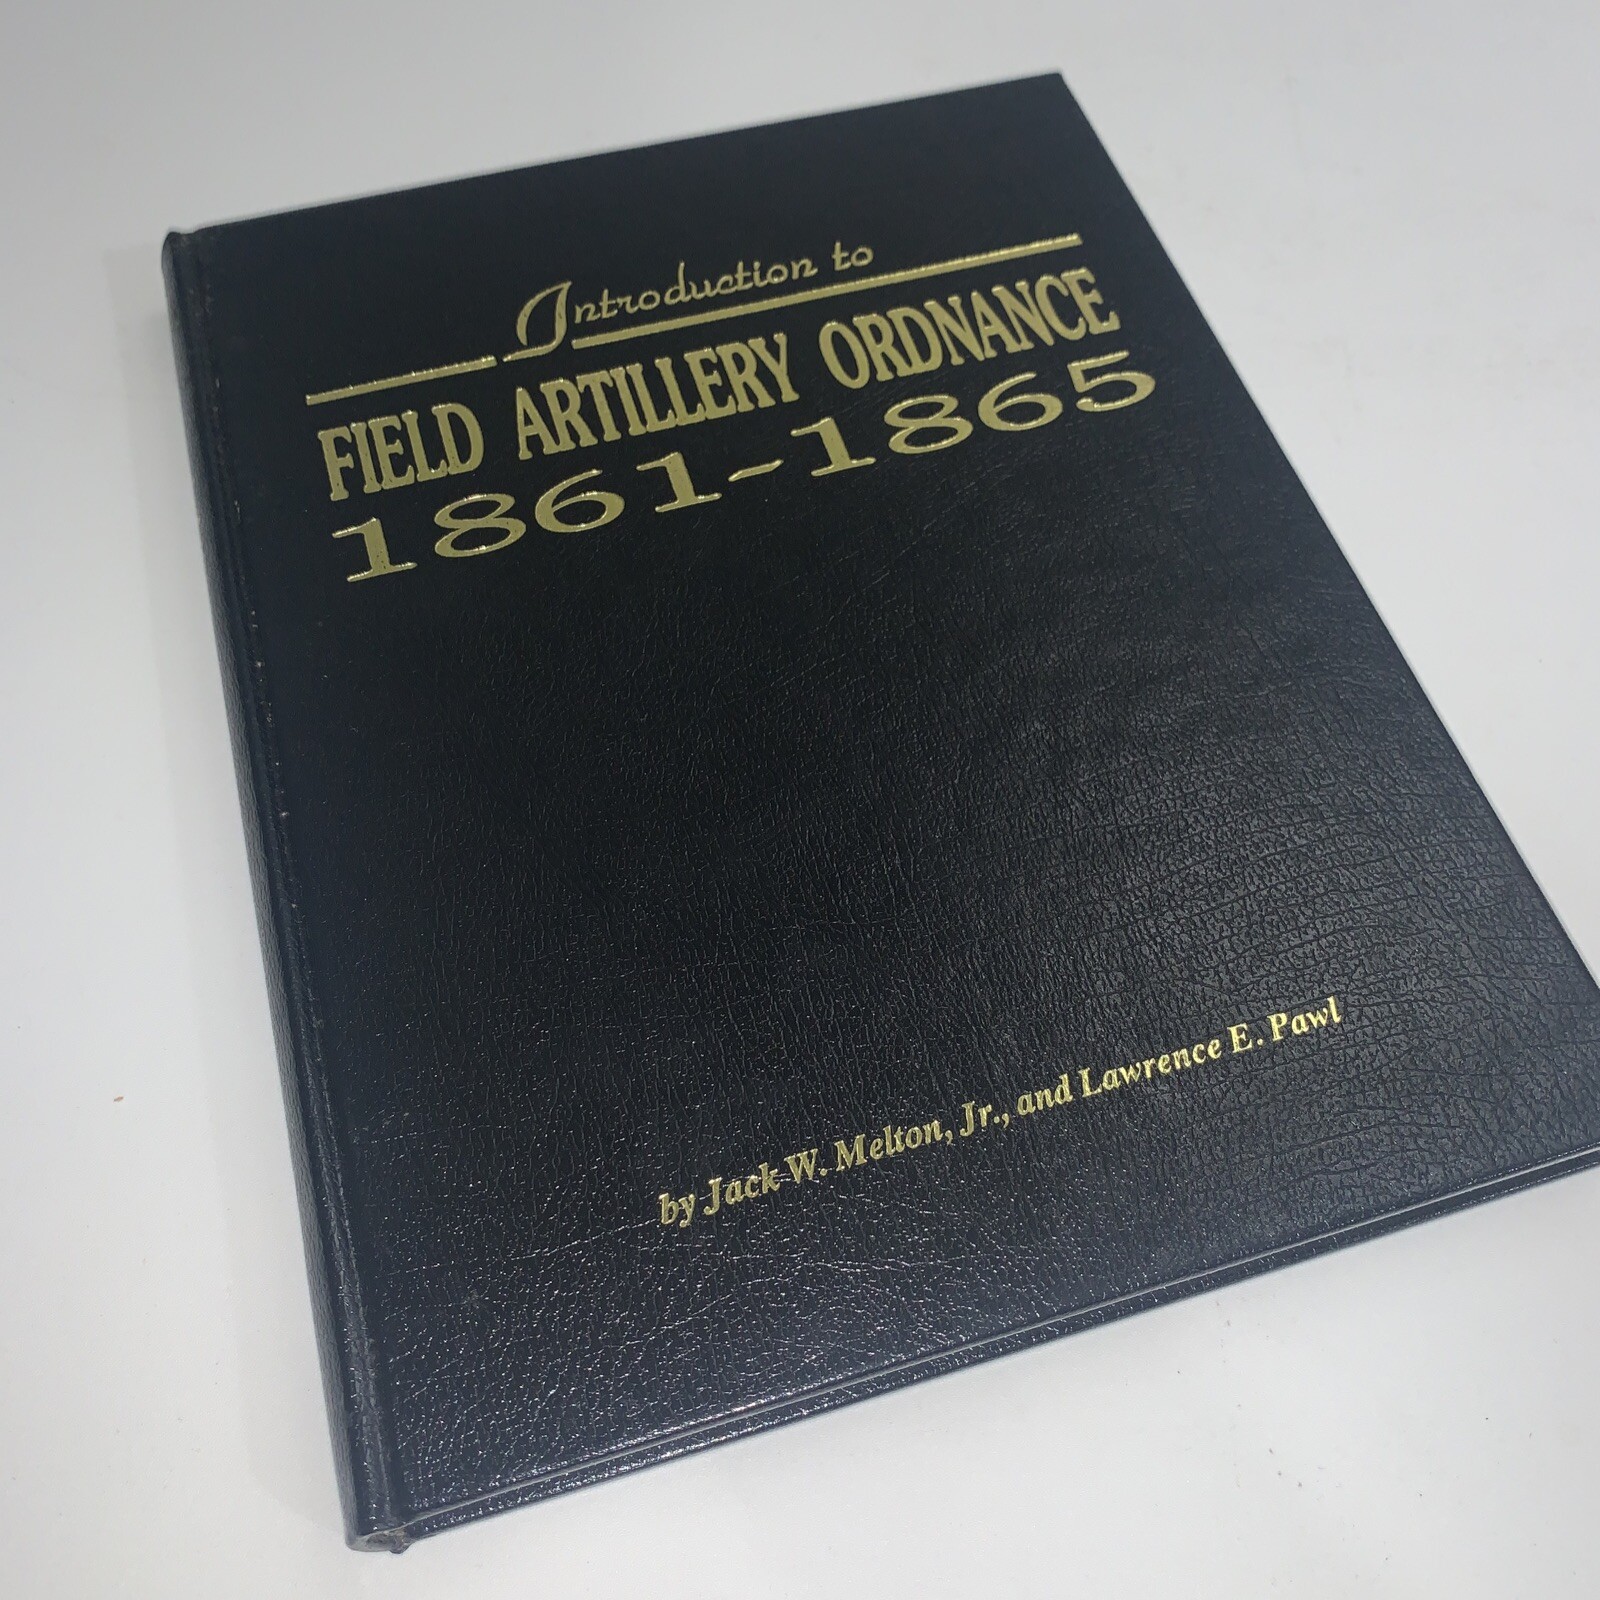 Introduction to
FIELD ARTILLERY ORDNANCE
1861-1865
by Jack W. Melton, Jr., and Lawrence E. Pawl